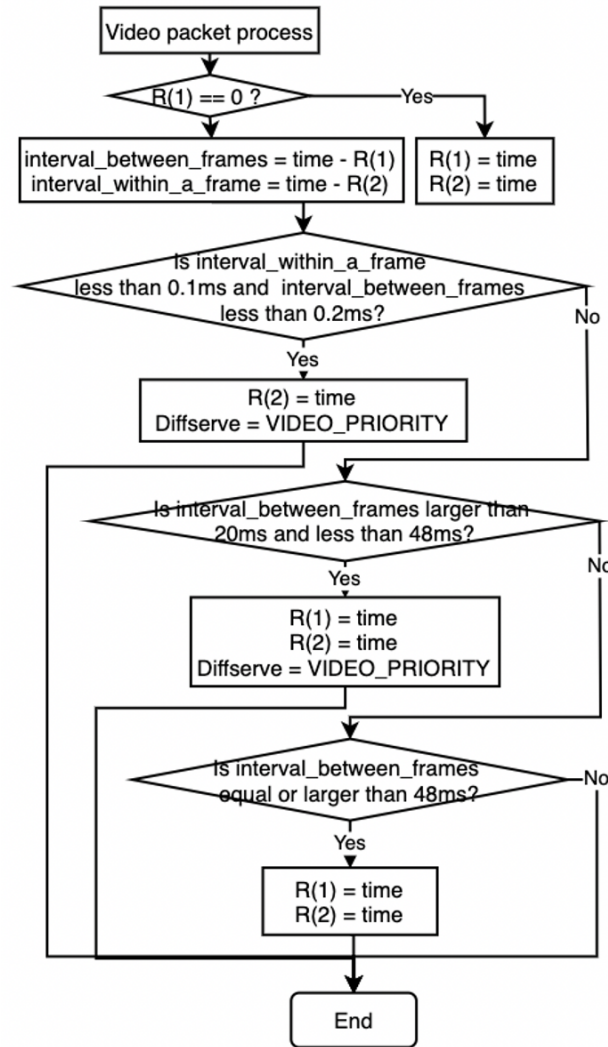 Video packet process
R(1) == 0 ?
Yes
interval_between_frames = time - R(1)
interval_within_a_frame = time - R(2)
R(1) = time
R(2) = time
Is interval_within_a_frame
less than 0.1ms and interval_between_frames
less than 0.2ms?
No
Yes
R(2) = time
Diffserve = VIDEO_PRIORITY
Is interval_between_frames larger than
20ms and less than 48ms?
No
Yes
R(1) = time
R(2) = time
Diffserve = VIDEO_PRIORITY
Is interval_between_frames
equal or larger than 48ms?
No
Yes
R(1) = time
R(2) = time
End